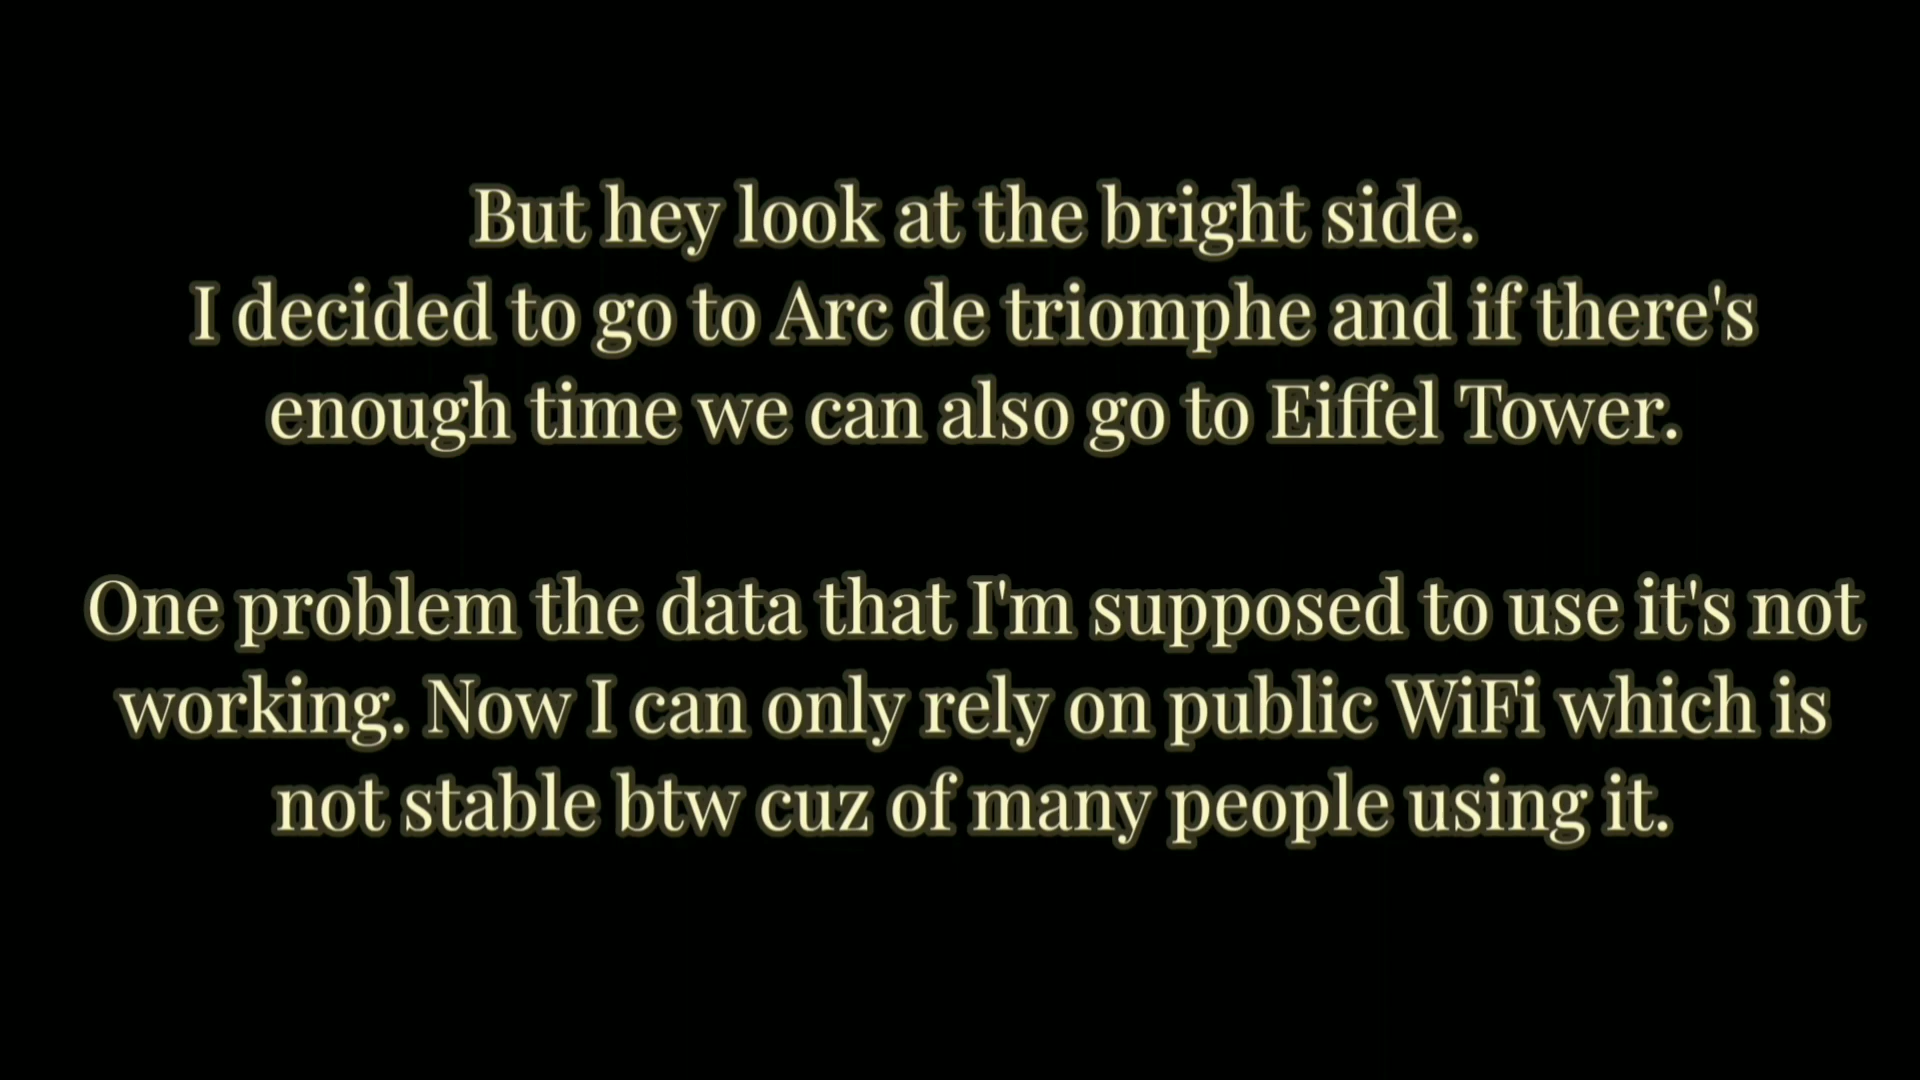 But hey look at the bright side.
I decided to go to Arc de triomphe and if there's
enough time we can also go to Eiffel Tower.
One problem the data that I'm supposed to use it's not
working. Now I can only rely on public WiFi which is
not stable btw cuz of many people using it.